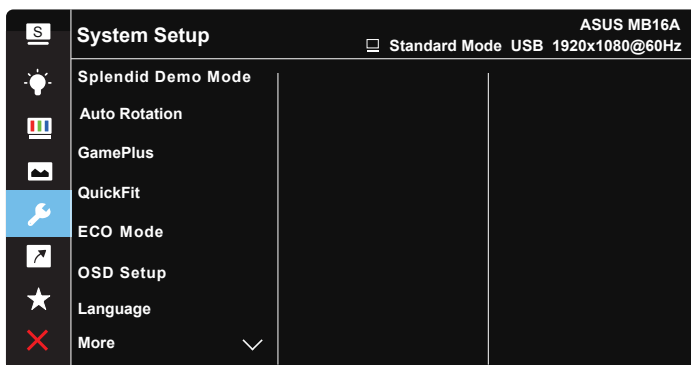 S
System Setup
ASUS MB16A
Standard Mode USB 1920x1080@60Hz
Splendid Demo Mode
Auto Rotation
GamePlus
QuickFit
ECO Mode
OSD Setup
Language
More